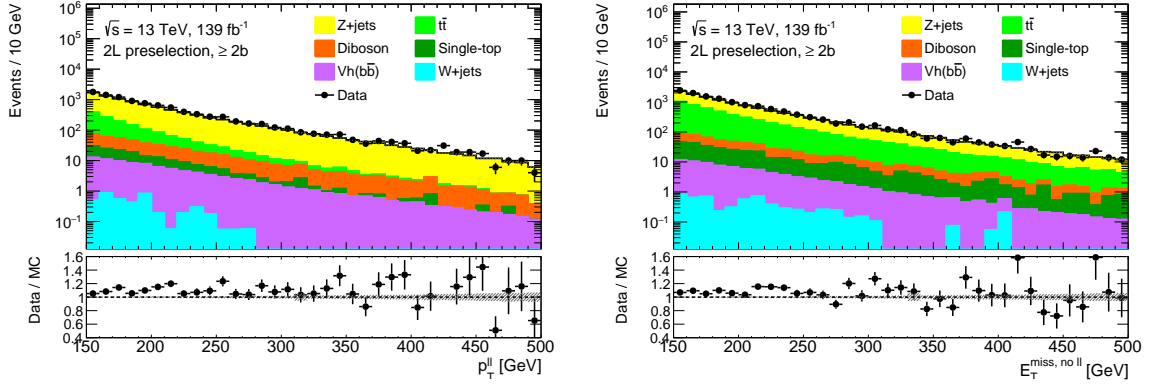 Events / 10 GeV
10⁶
10⁵
10⁴
10³
10²
10
1
10⁻¹
√s = 13 TeV, 139 fb⁻¹
2L preselection, ≥ 2b
Z+jets
tt̄
Diboson
Single-top
Vh(bb̄)
W+jets
Data
Data / MC
1.6
1.4
1.2
1
0.8
0.6
0.4
150 200 250 300 350 400 450 500
p_T^ll [GeV]
Events / 10 GeV
10⁶
10⁵
10⁴
10³
10²
10
1
10⁻¹
√s = 13 TeV, 139 fb⁻¹
2L preselection, ≥ 2b
Z+jets
tt̄
Diboson
Single-top
Vh(bb̄)
W+jets
Data
Data / MC
1.6
1.4
1.2
1
0.8
0.6
0.4
150 200 250 300 350 400 450 500
E_T^miss, no ll [GeV]